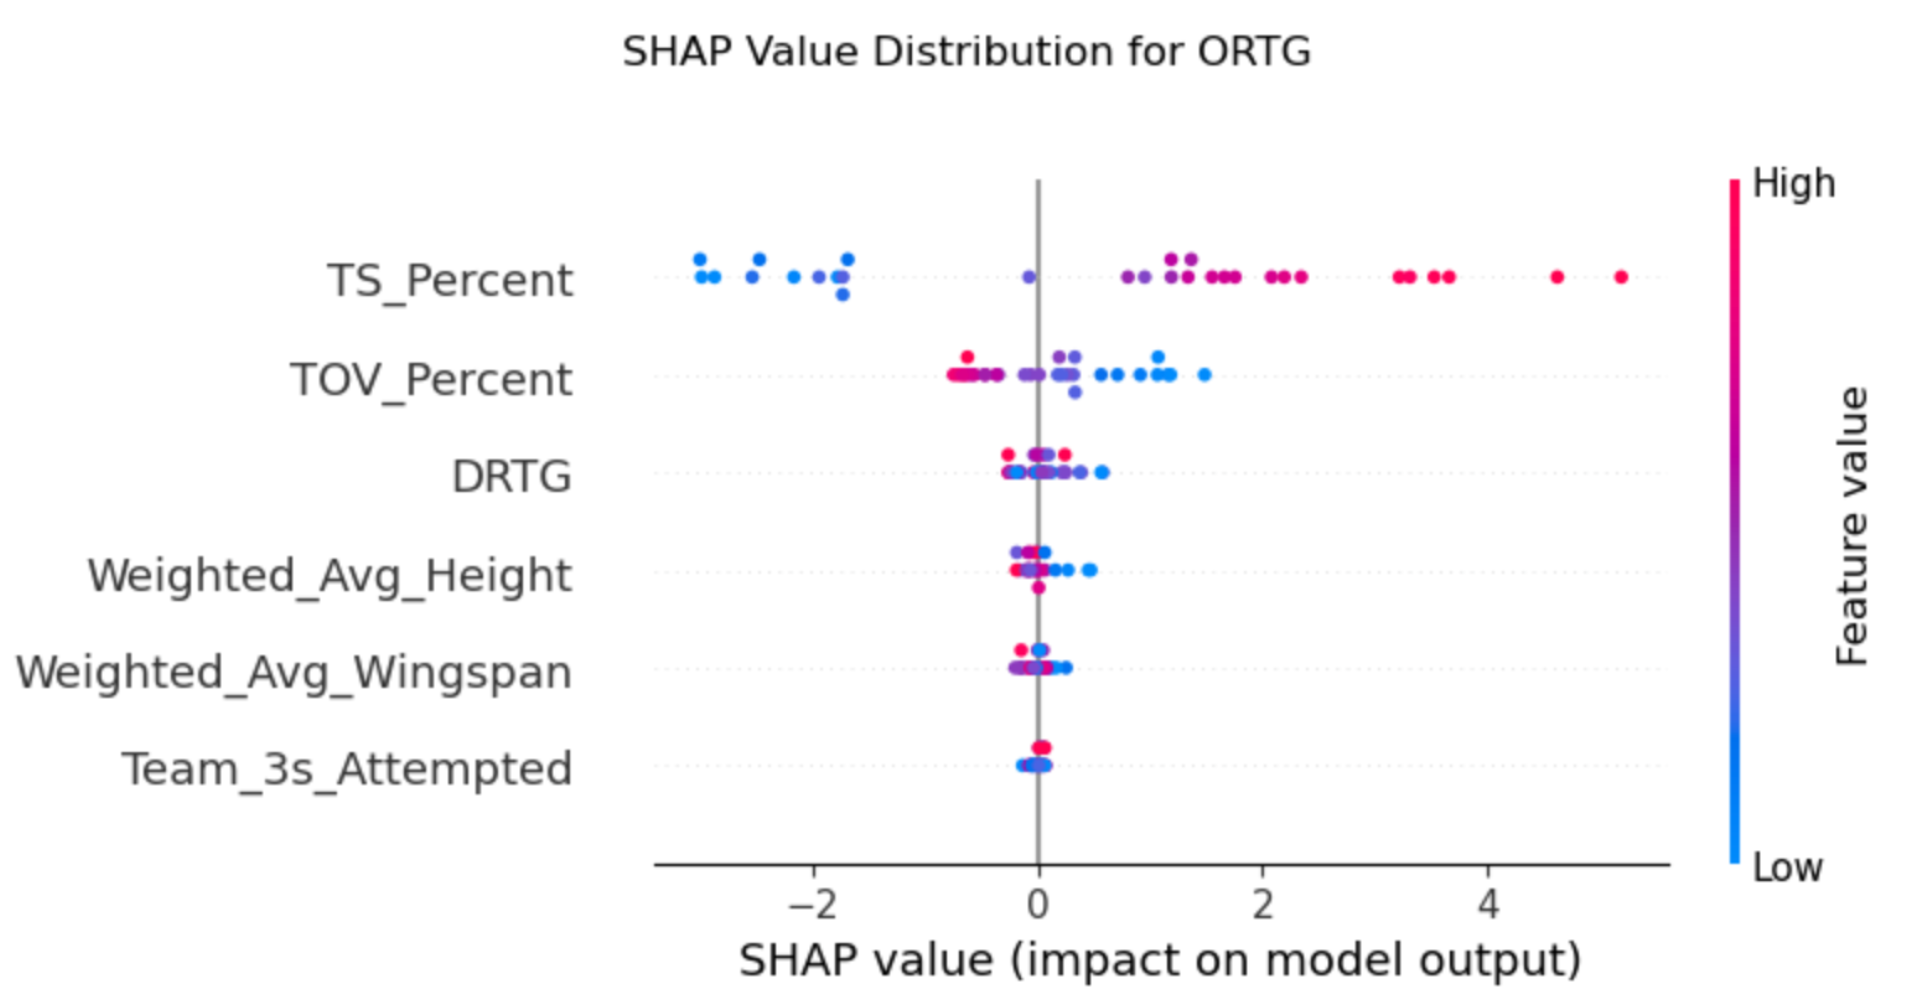 SHAP Value Distribution for ORTG
High
TS_Percent
TOV_Percent
DRTG
Weighted_Avg_Height
Weighted_Avg_Wingspan
Team_3s_Attempted
Feature value
Low
−2 0 2 4
SHAP value (impact on model output)